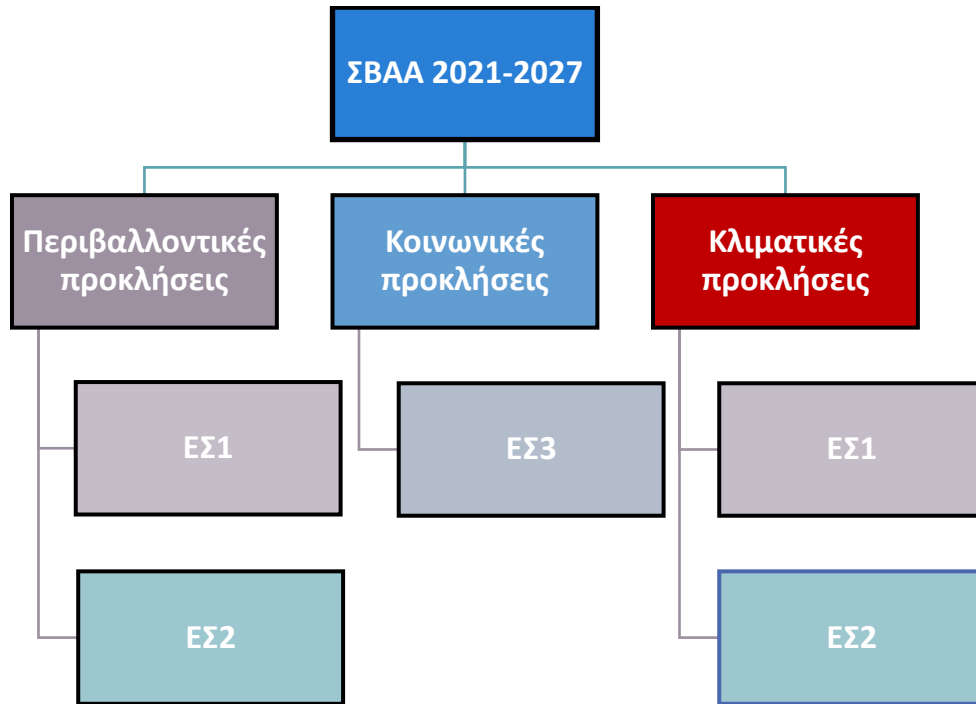 ΣΒΑΑ 2021-2027
Περιβαλλοντικές
προκλήσεις
Κοινωνικές
προκλήσεις
Κλιματικές
προκλήσεις
ΕΣ1
ΕΣ3
ΕΣ1
ΕΣ2
ΕΣ2